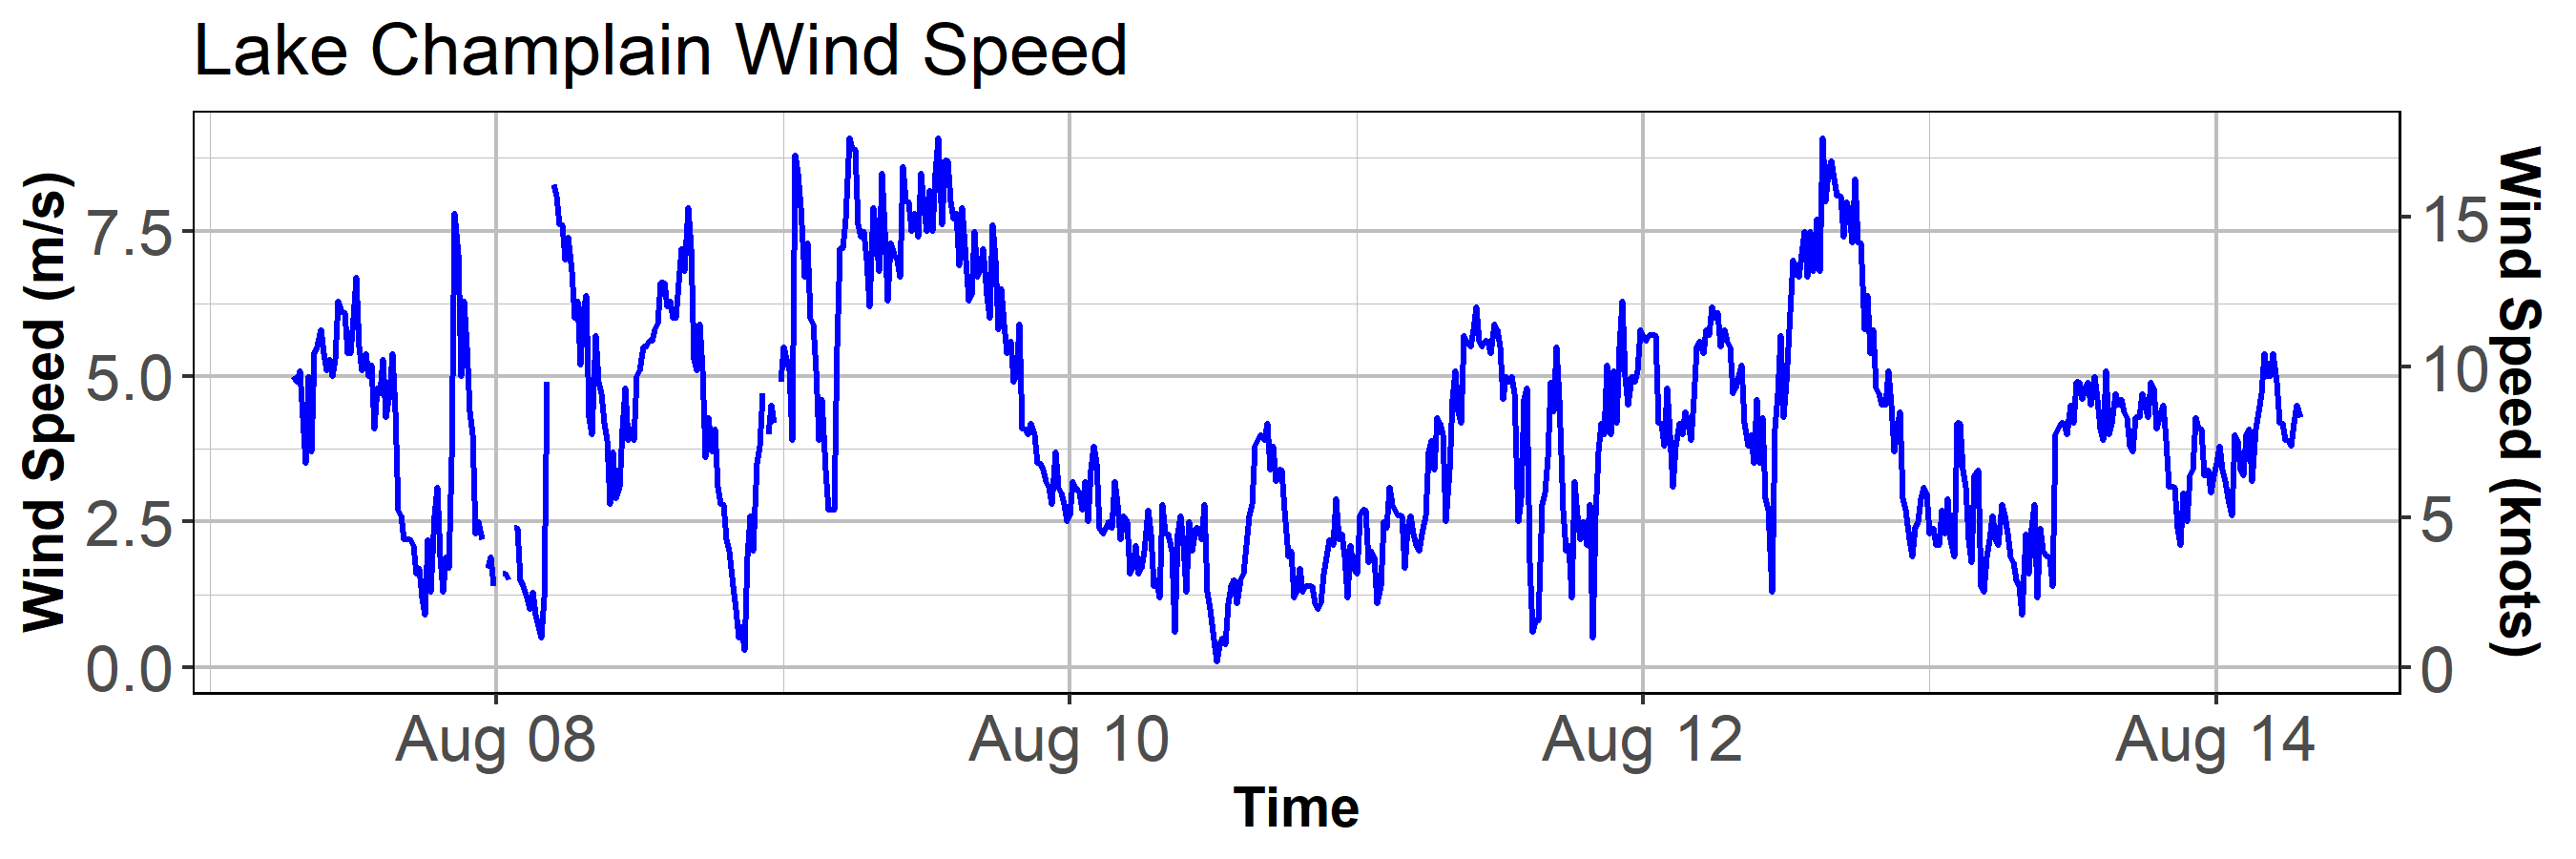 Lake Champlain Wind Speed
Wind Speed (m/s)
7.5
5.0
2.5
0.0
15
10
5
0
Wind Speed (knots)
Aug 08
Aug 10
Aug 12
Aug 14
Time